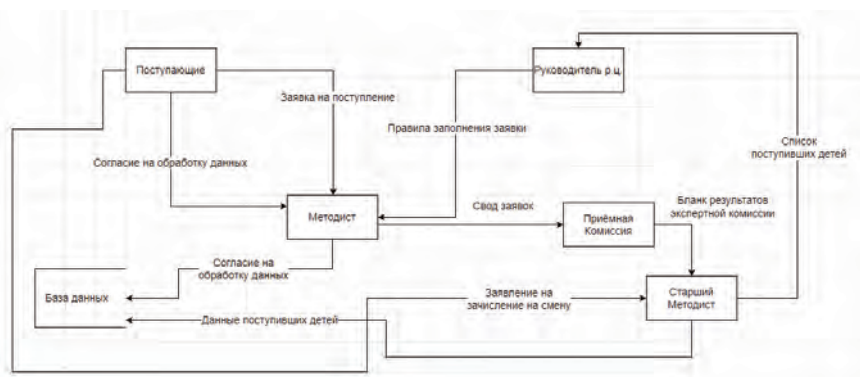 Поступающие
Руководитель р.ц.
Заявка на поступление
Правила заполнения заявки
Список
поступивших детей
Согласие на обработку данных
Методист
Свод заявок
Приёмная
Комиссия
Бланк результатов
экспертной комиссии
Согласие на
обработку данных
База данных
Заявление на
зачисление на смену
Старший
Методист
Данные поступивших детей